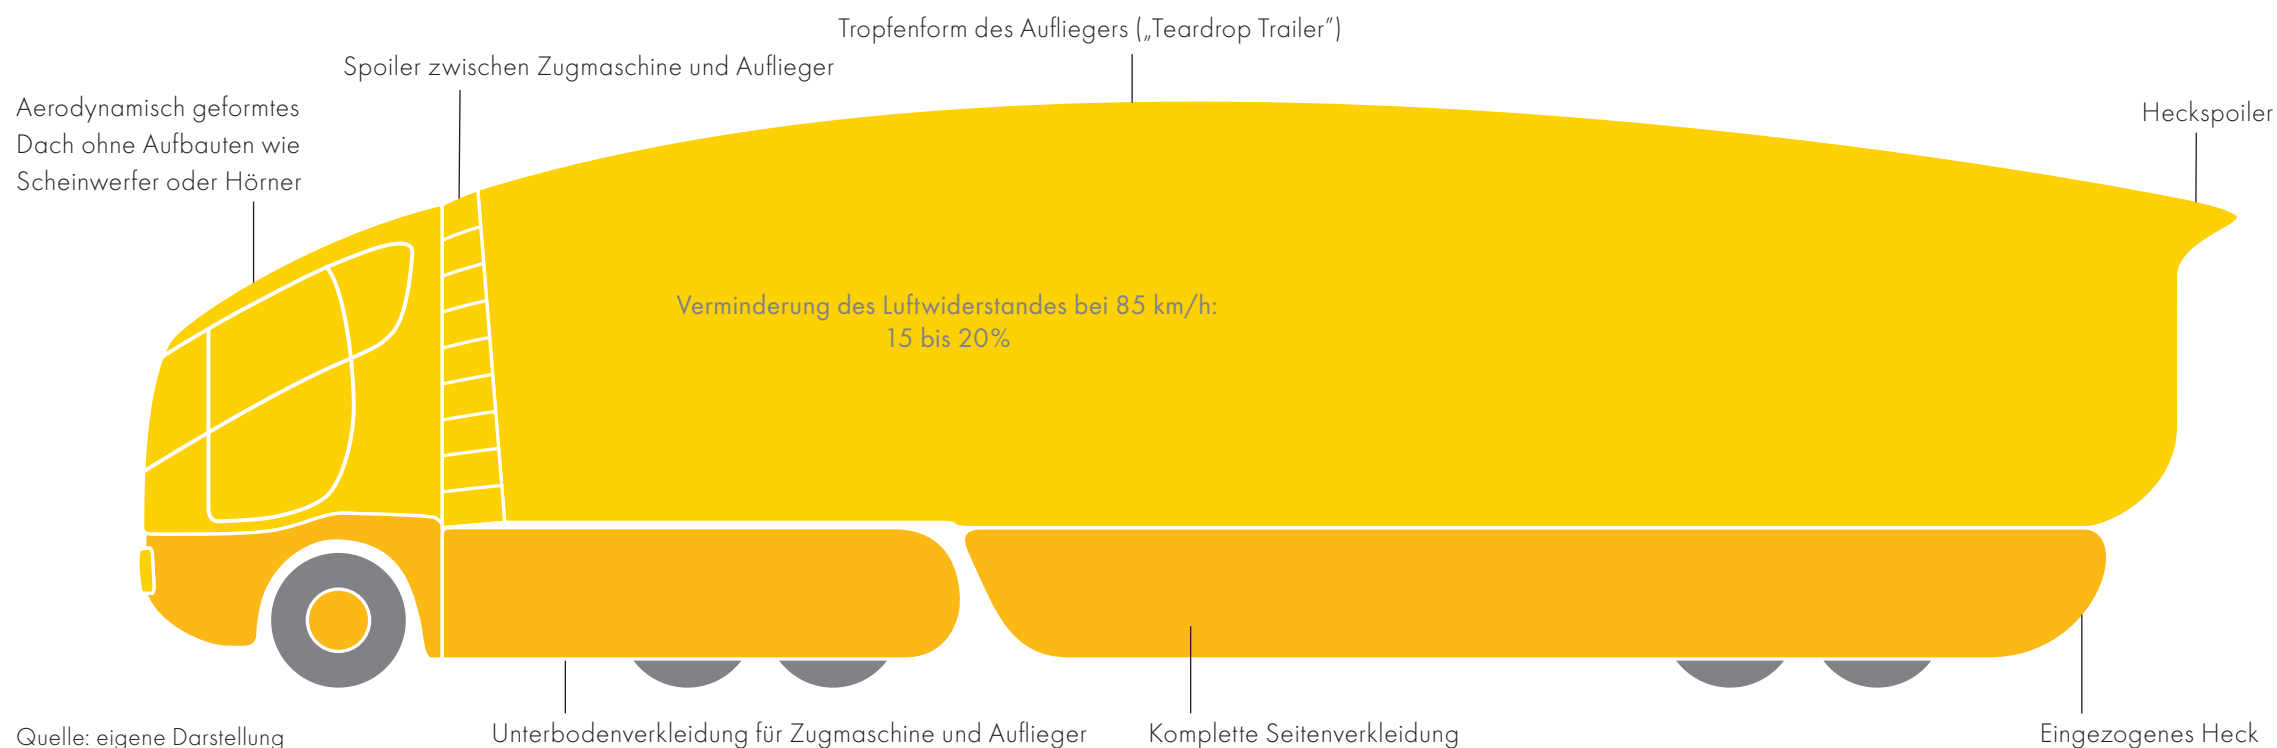 Tropfenform des Aufliegers („Teardrop Trailer”)
Spoiler zwischen Zugmaschine und Auflieger
Aerodynamisch geformtes
Dach ohne Aufbauten wie
Scheinwerfer oder Hörner
Heckspoiler
Verminderung des Luftwiderstandes bei 85 km/h:
15 bis 20%
Unterbodenverkleidung für Zugmaschine und Auflieger
Komplette Seitenverkleidung
Eingezogenes Heck
Quelle: eigene Darstellung